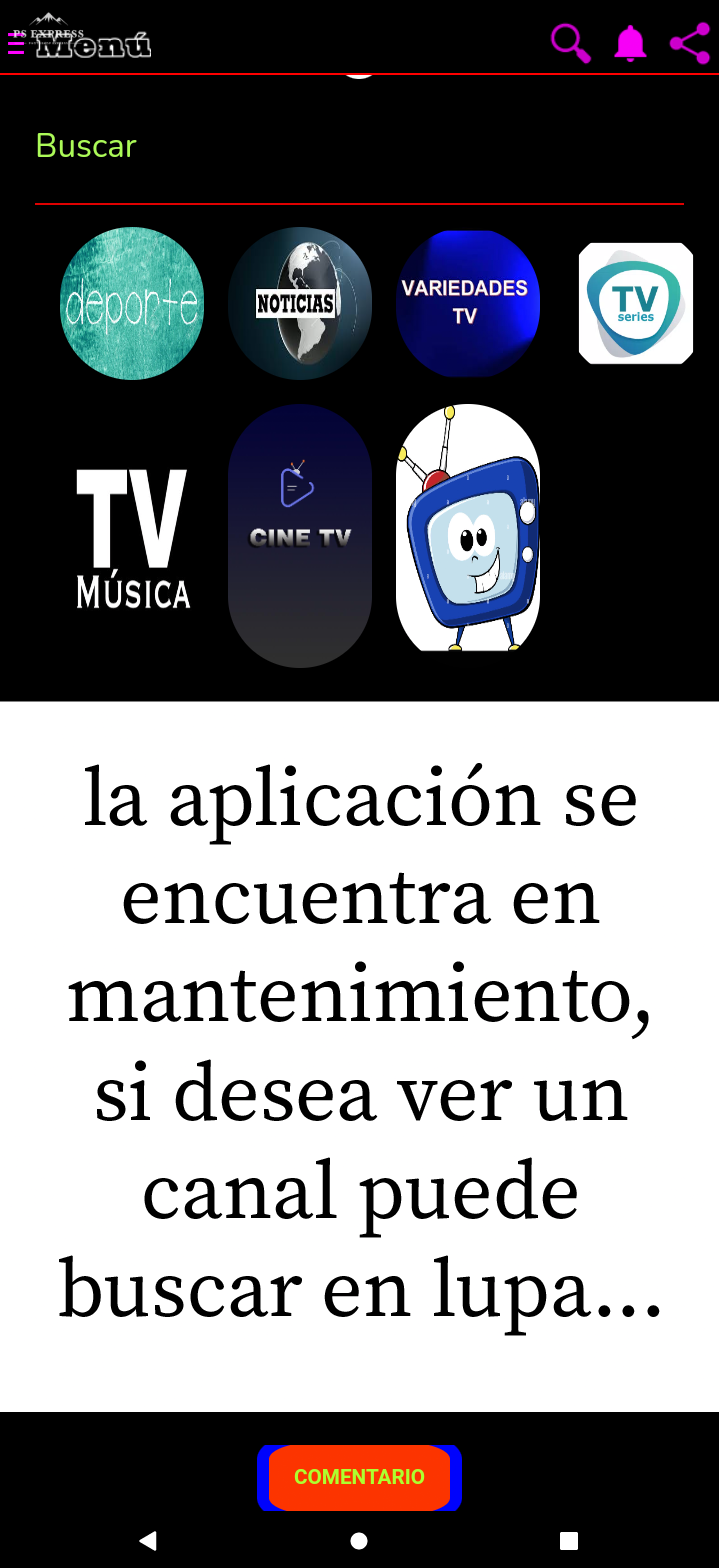 PS EXPRESS
Menú
Buscar
deporte
NOTICIAS
VARIEDADES
TV
TV
series
TV
MÚSICA
CINE TV
la aplicación se
encuentra en
mantenimiento,
si desea ver un
canal puede
buscar en lupa...
COMENTARIO